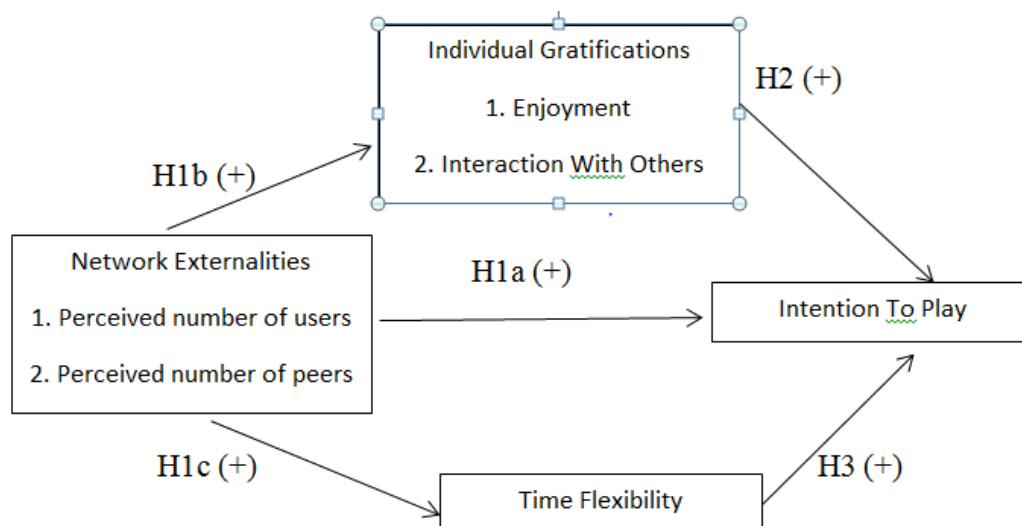 Individual Gratifications
1. Enjoyment
2. Interaction With Others
H2 (+)
H1b (+)
Network Externalities
1. Perceived number of users
2. Perceived number of peers
H1a (+)
Intention To Play
H1c (+)
Time Flexibility
H3 (+)